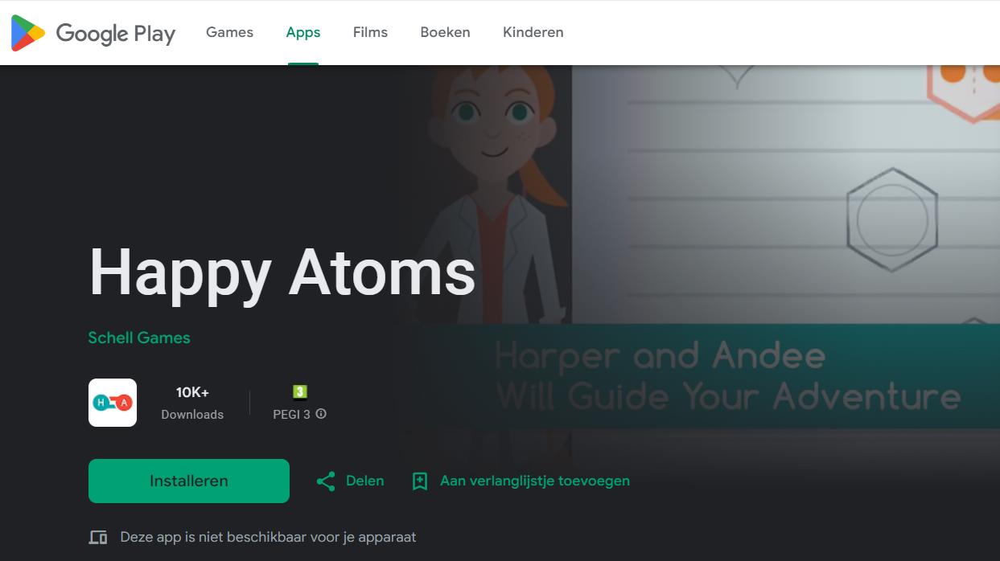 Google Play Games Apps Films Boeken Kinderen
Happy Atoms
Schell Games
H A
10K+
Downloads
3
PEGI 3
Harper and Andee
Will Guide Your Adventure
Installeren
Delen
Aan verlanglijstje toevoegen
Deze app is niet beschikbaar voor je apparaat